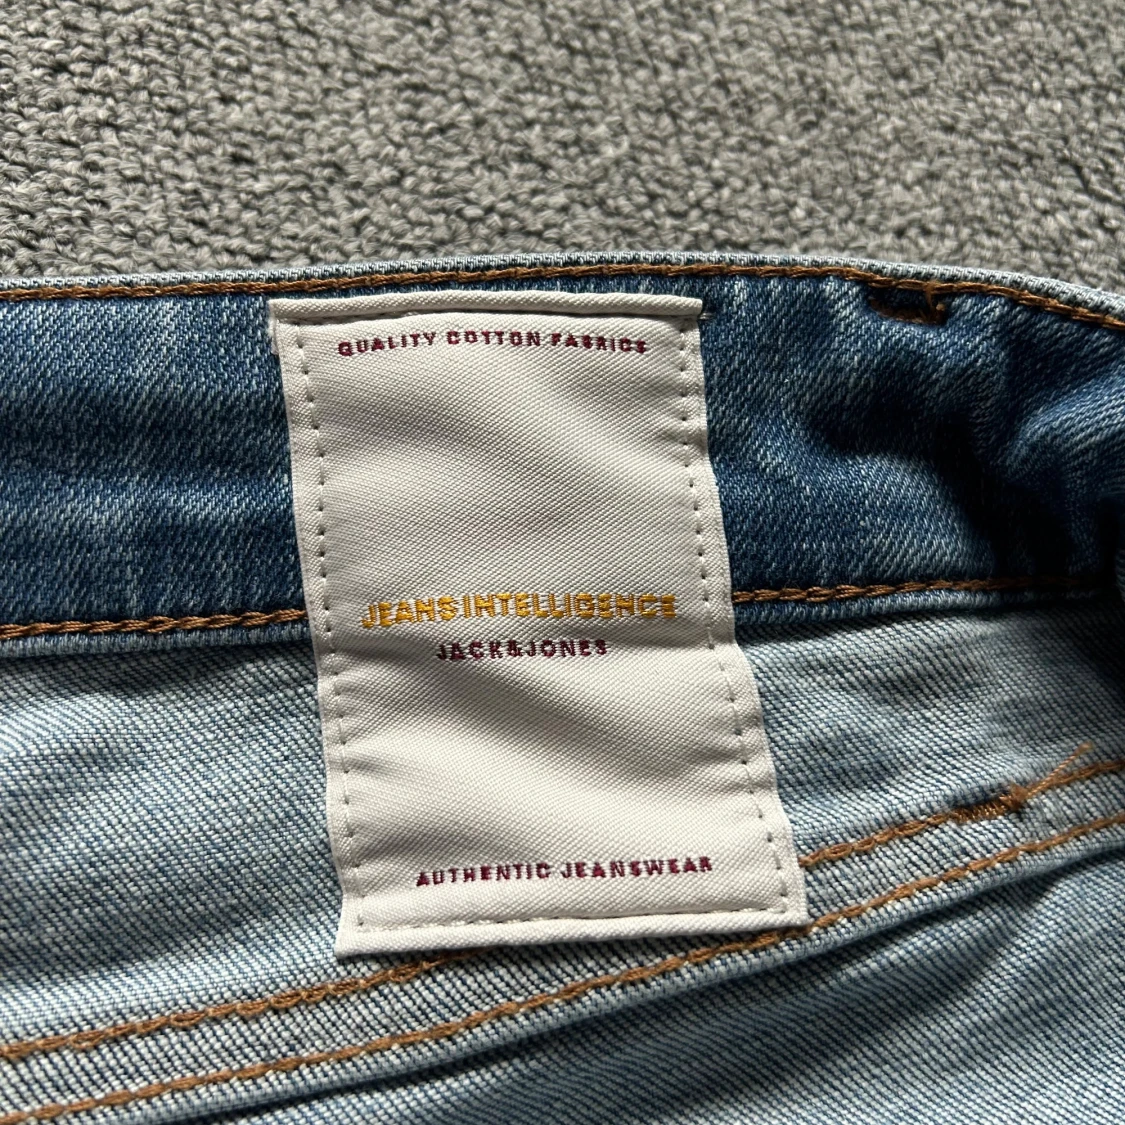 QUALITY COTTON FABRICS
JEANS INTELLIGENCE
JACK&JONES
AUTHENTIC JEANSWEAR